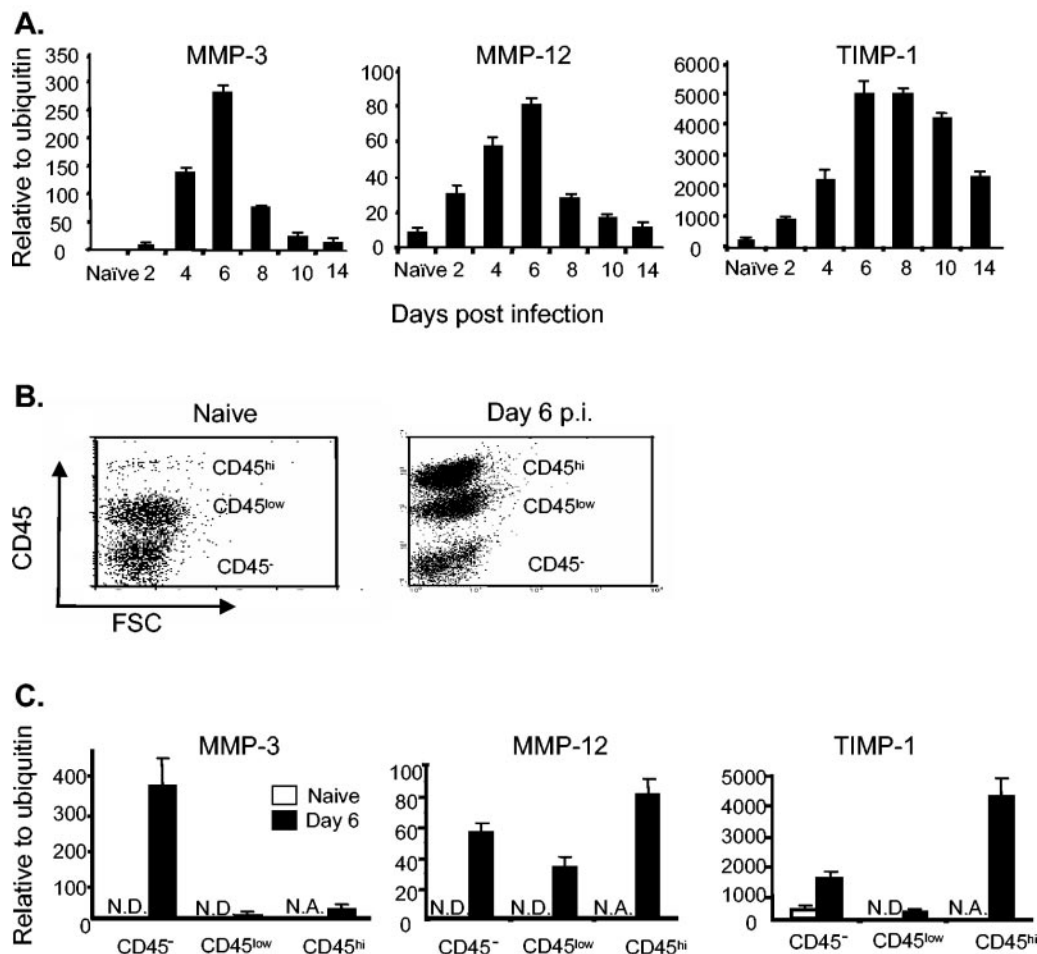 A.
MMP-3
MMP-12
TIMP-1
Relative to ubiquitin
350
300
250
200
150
100
50
0
Naïve 2 4 6 8 10 14
100
80
60
40
20
0
Naïve 2 4 6 8 10 14
6000
5000
4000
3000
2000
1000
0
Naïve 2 4 6 8 10 14
Days post infection
B.
Naive
Day 6 p.i.
CD45
CD45hi
CD45low
CD45-
CD45hi
CD45low
CD45-
FSC
C.
MMP-3
MMP-12
TIMP-1
Relative to ubiquitin
400
300
200
100
0
Naive
Day 6
N.D. N.D. N.A.
CD45- CD45low CD45hi
100
80
60
40
20
0
N.D. N.D. N.A.
CD45- CD45low CD45hi
5000
4000
3000
2000
1000
0
N.D. N.A.
CD45- CD45low CD45hi